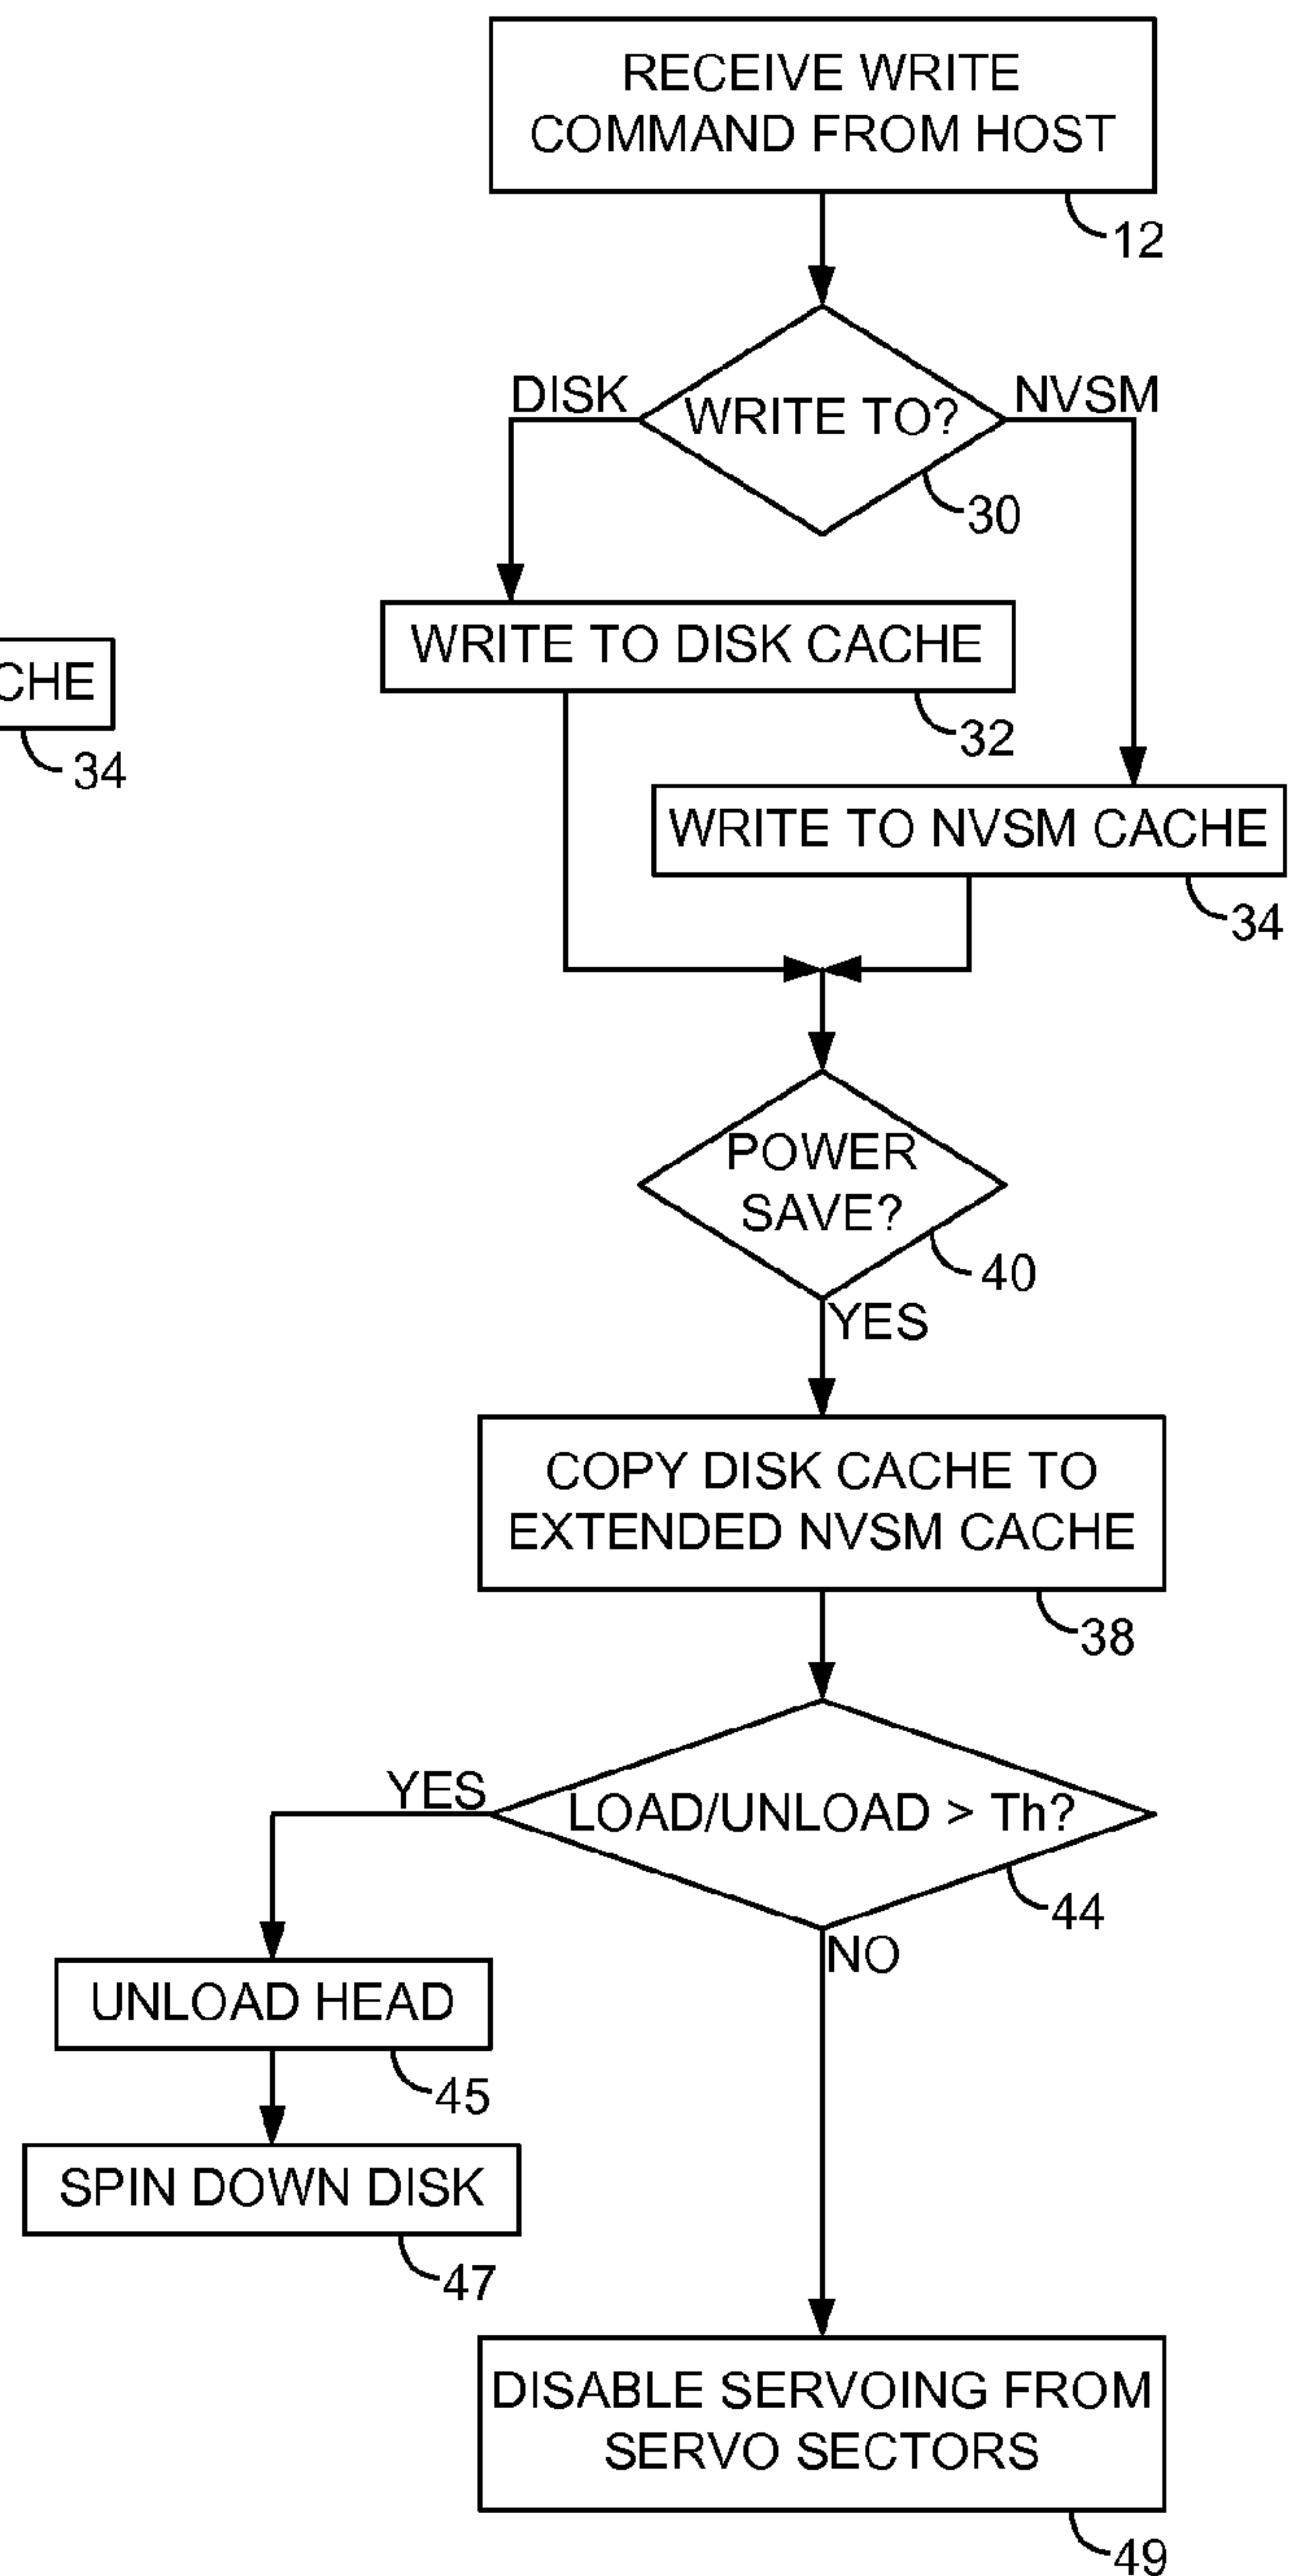 RECEIVE WRITE
COMMAND FROM HOST
12
DISK
WRITE TO?
NVSM
30
WRITE TO DISK CACHE
32
CHE
34
WRITE TO NVSM CACHE
34
POWER
SAVE?
40
YES
COPY DISK CACHE TO
EXTENDED NVSM CACHE
38
YES
LOAD/UNLOAD > Th?
44
NO
UNLOAD HEAD
45
SPIN DOWN DISK
47
DISABLE SERVOING FROM
SERVO SECTORS
49